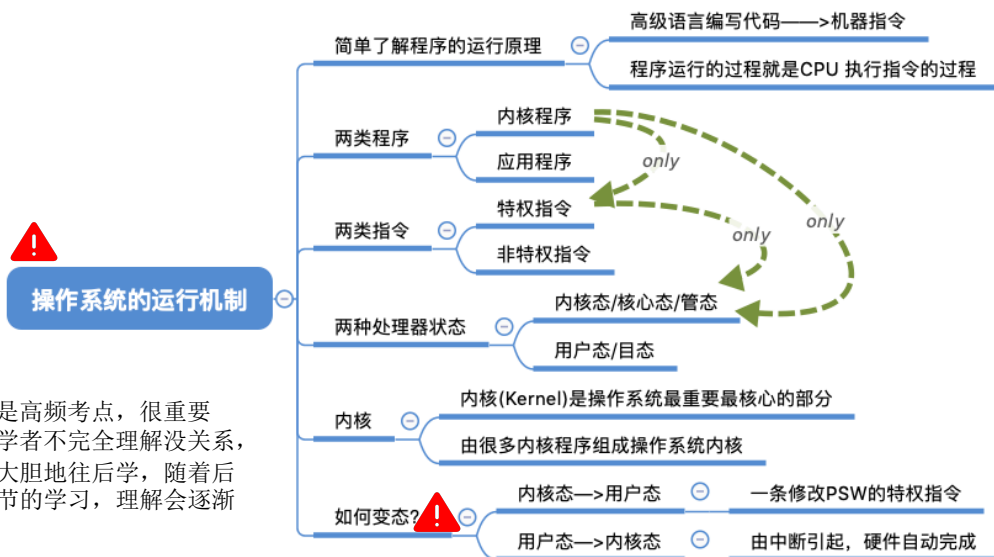 高级语言编写代码——>机器指令
简单了解程序的运行原理
程序运行的过程就是CPU 执行指令的过程
内核程序
两类程序
only
应用程序
特权指令
only
两类指令
only
非特权指令
操作系统的运行机制
内核态/核心态/管态
两种处理器状态
用户态/目态
内核(Kernel)是操作系统最重要最核心的部分
内核
由很多内核程序组成操作系统内核
是高频考点，很重要
学者不完全理解没关系，
大胆地往后学，随着后
节的学习，理解会逐渐
内核态—>用户态
一条修改PSW的特权指令
如何变态?
用户态—>内核态
由中断引起，硬件自动完成